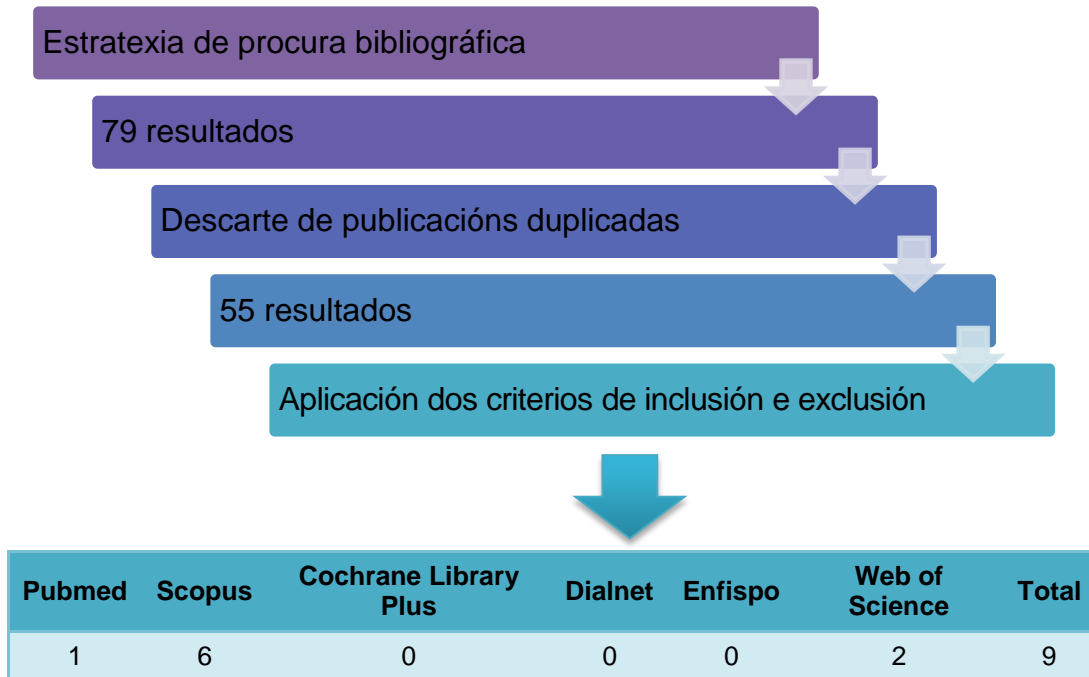 Estratexia de procura bibliográfica
79 resultados
Descarte de publicacións duplicadas
55 resultados
Aplicación dos criterios de inclusión e exclusión
Pubmed Scopus Cochrane Library Plus Dialnet Enfispo Web of Science Total
1 6 0 0 0 2 9